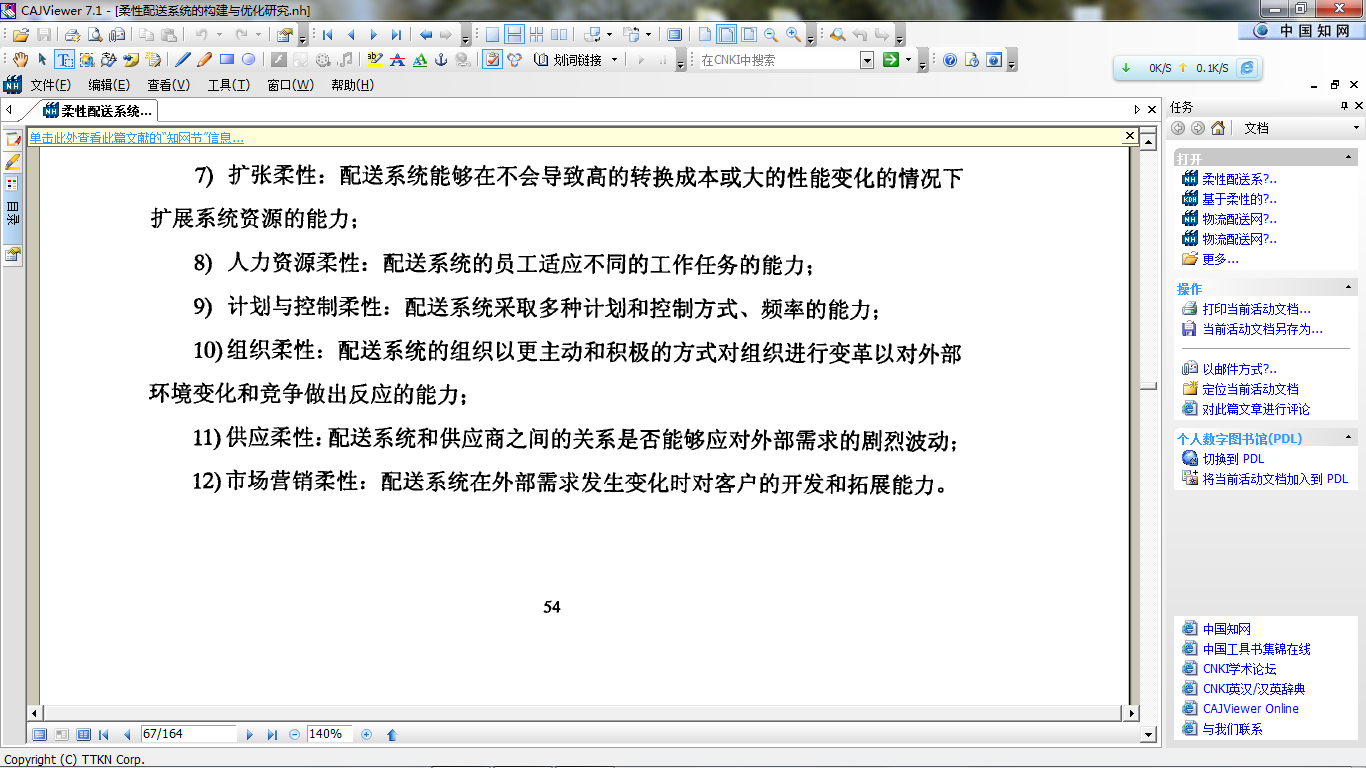 CAJViewer 7.1 - [柔性配送系统的构建与优化研究.nh]
中国知网
划词链接
在CNKI中搜索
0K/S 0.1K/S
文件(F) 编辑(E) 查看(V) 工具(T) 窗口(W) 帮助(H)
柔性配送系统...
单击此处查看此篇文献的“知网节”信息...
目录
7) 扩张柔性：配送系统能够在不会导致高的转换成本或大的性能变化的情况下
扩展系统资源的能力；
8) 人力资源柔性：配送系统的员工适应不同的工作任务的能力；
9) 计划与控制柔性：配送系统采取多种计划和控制方式、频率的能力；
10)组织柔性：配送系统的组织以更主动和积极的方式对组织进行变革以对外部
环境变化和竞争做出反应的能力；
11)供应柔性：配送系统和供应商之间的关系是否能够应对外部需求的剧烈波动；
12)市场营销柔性：配送系统在外部需求发生变化时对客户的开发和拓展能力。
54
67/164
140%
Copyright (C) TTKN Corp.
任务
文档
打开
柔性配送系?..
基于柔性的?..
物流配送网?..
物流配送网?..
更多...
操作
打印当前活动文档...
当前活动文档另存为...
以邮件方式?..
定位当前活动文档
对此篇文章进行评论
个人数字图书馆(PDL)
切换到 PDL
将当前活动文档加入到 PDL
中国知网
中国工具书集锦在线
CNKI学术论坛
CNKI英汉/汉英辞典
CAJViewer Online
与我们联系